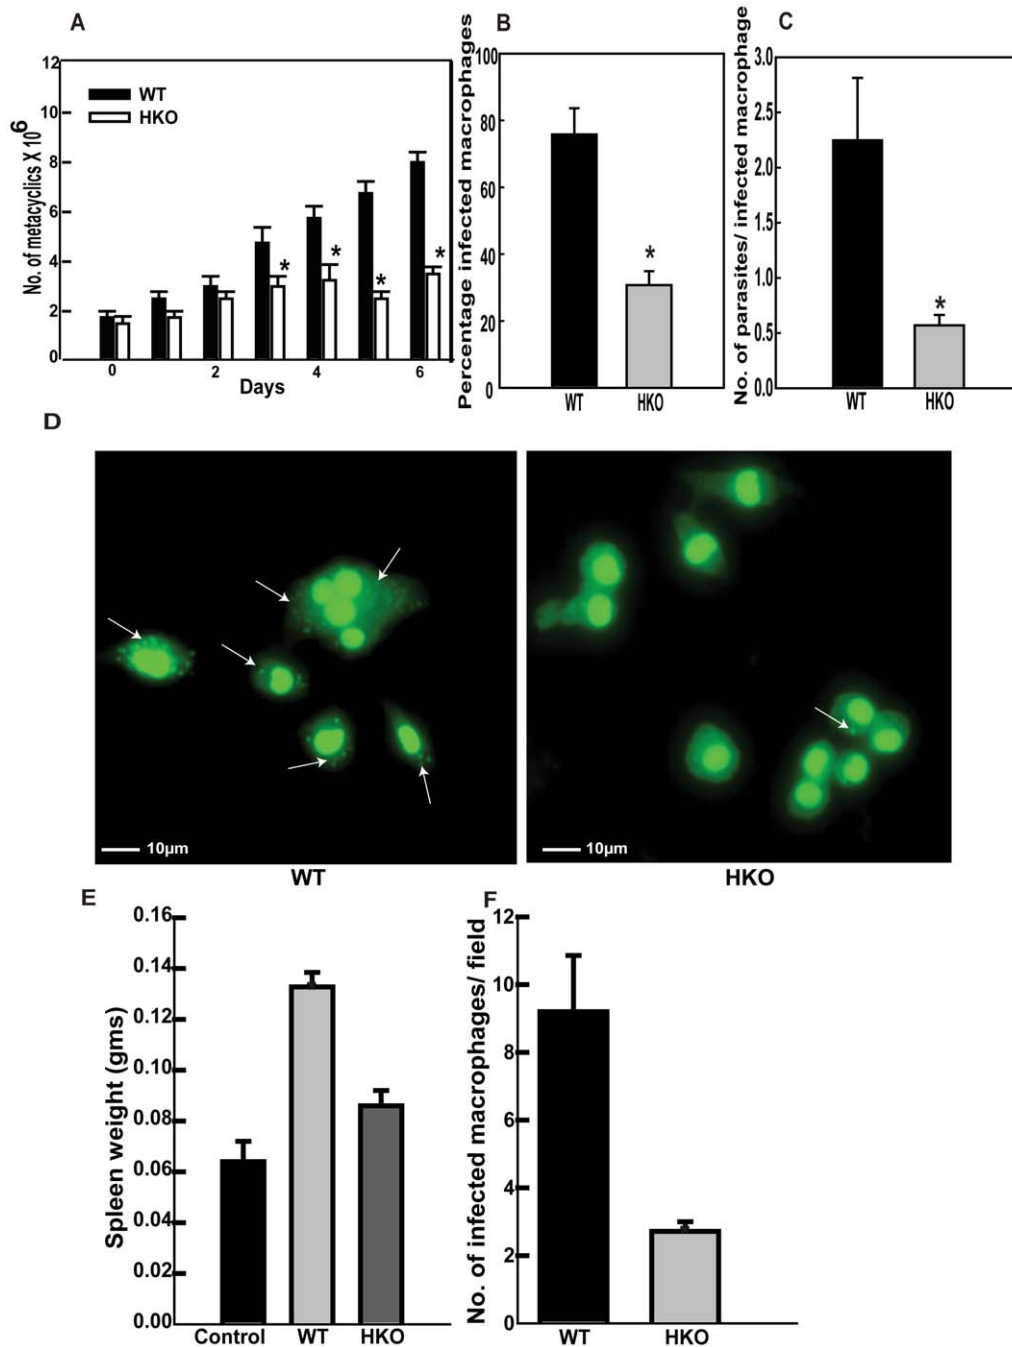 A
No. of metacyclics X 10^6
12
10
8
6
4
2
0
WT
HKO
*
*
*
*
0
2
4
6
Days
B
Percentage infected macrophages
100
80
60
40
20
0
*
WT
HKO
C
No. of parasites/ infected macrophage
3.0
2.5
2.0
1.5
1.0
0.5
0.0
*
WT
HKO
D
10µm
10µm
WT
HKO
E
Spleen weight (gms)
0.16
0.14
0.12
0.10
0.08
0.06
0.04
0.02
0.00
Control
WT
HKO
F
No. of infected macrophages/ field
12
10
8
6
4
2
0
WT
HKO